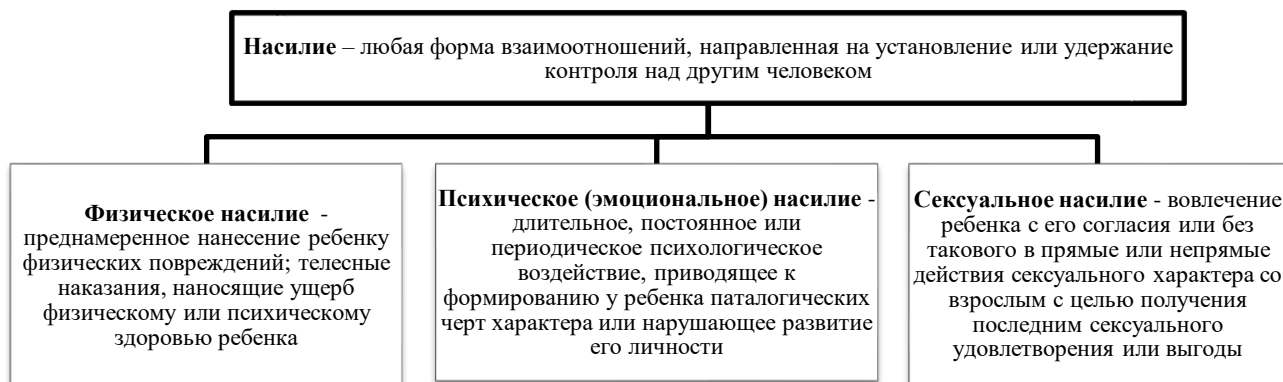 Насилие – любая форма взаимоотношений, направленная на установление или удержание
контроля над другим человеком
Физическое насилие -
преднамеренное нанесение ребенку
физических повреждений; телесные
наказания, наносящие ущерб
физическому или психическому
здоровью ребенка
Психическое (эмоциональное) насилие -
длительное, постоянное или
периодическое психологическое
воздействие, приводящее к
формированию у ребенка паталогических
черт характера или нарушающее развитие
его личности
Сексуальное насилие - вовлечение
ребенка с его согласия или без
такового в прямые или непрямые
действия сексуального характера со
взрослым с целью получения
последним сексуального
удовлетворения или выгоды